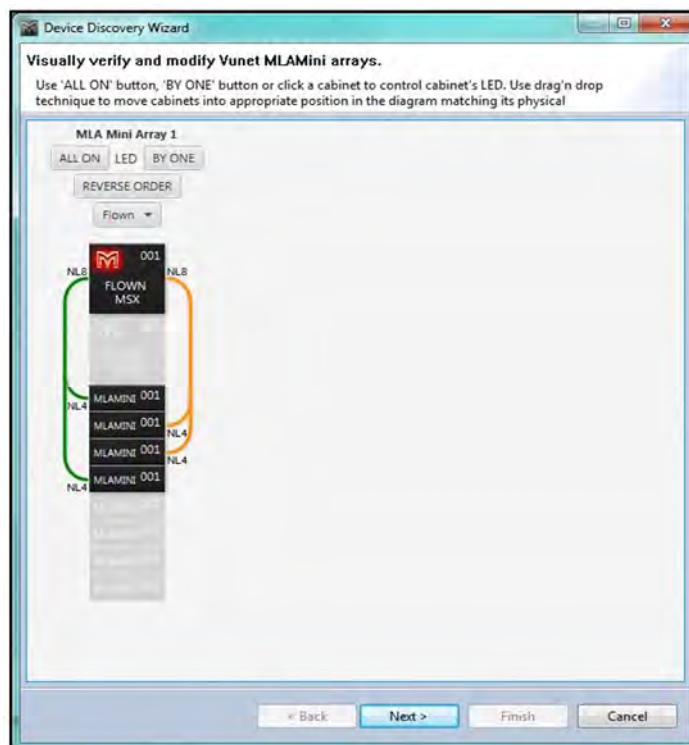 Device Discovery Wizard
Visually verify and modify Vunet MLAMini arrays.
Use 'ALL ON' button, 'BY ONE' button or click a cabinet to control cabinet's LED. Use drag'n drop
technique to move cabinets into appropriate position in the diagram matching its physical
MLA Mini Array 1
ALL ON LED BY ONE
REVERSE ORDER
Flown
001
NL8 NL8
FLOWN
MSX
MLAMINI 001
NL4
MLAMINI 001
NL4
MLAMINI 001
NL4
MLAMINI 001
NL4
< Back Next > Finish Cancel